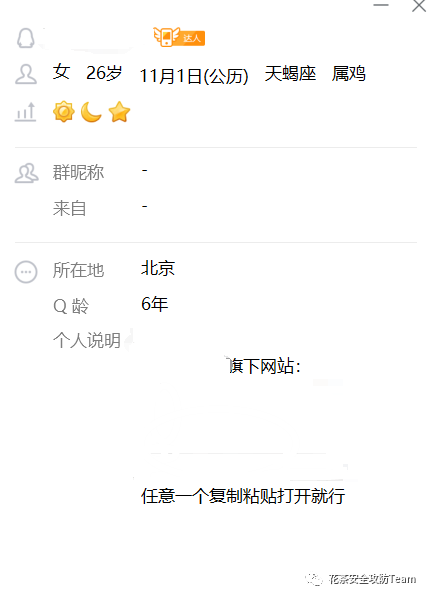 达人
女 26岁 11月1日(公历) 天蝎座 属鸡
群昵称 -
来自 -
所在地 北京
Q 龄 6年
个人说明
旗下网站：
任意一个复制粘贴打开就行
花茶安全攻防Team